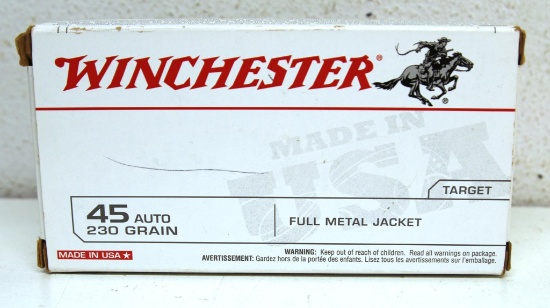 WINCHESTER®
®
MADE IN
USA
TARGET
45 AUTO
230 GRAIN
FULL METAL JACKET
MADE IN USA ★
WARNING: Keep out of reach of children. Read all warnings on package.
AVERTISSEMENT: Gardez hors de la portée des enfants. Lisez tous les avertissements sur l'emballage.